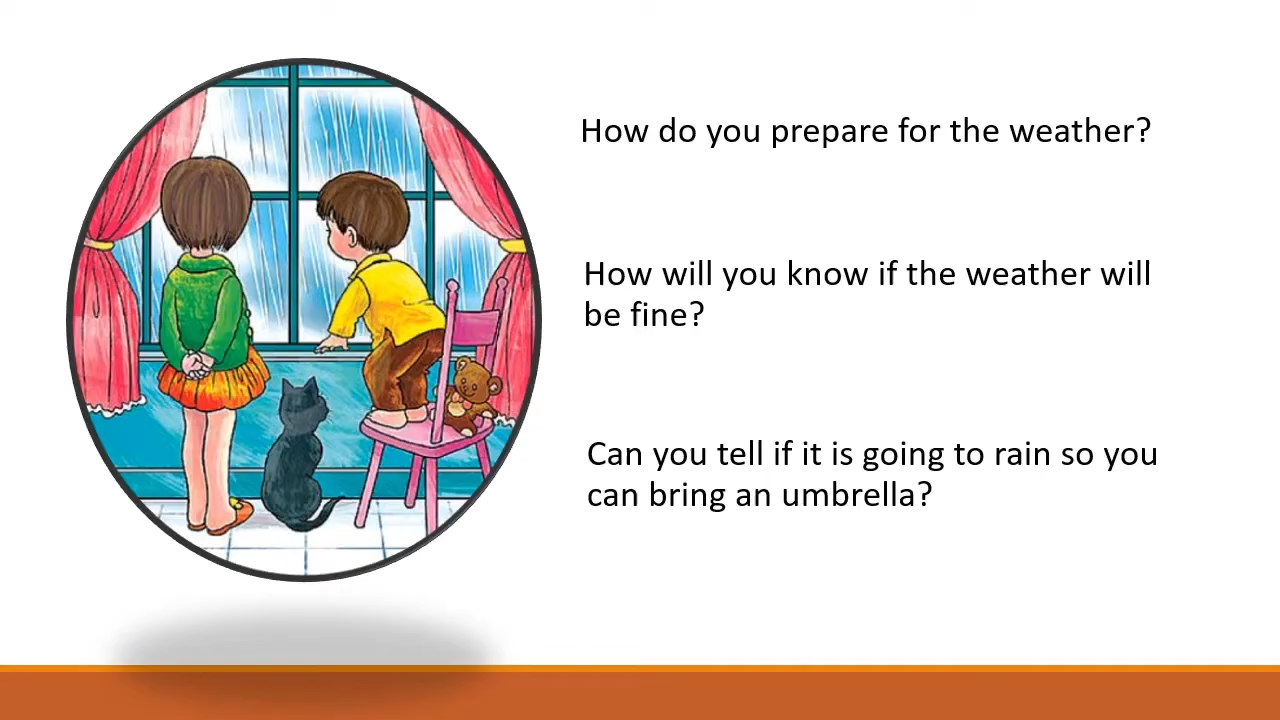 How do you prepare for the weather?
How will you know if the weather will
be fine?
Can you tell if it is going to rain so you
can bring an umbrella?